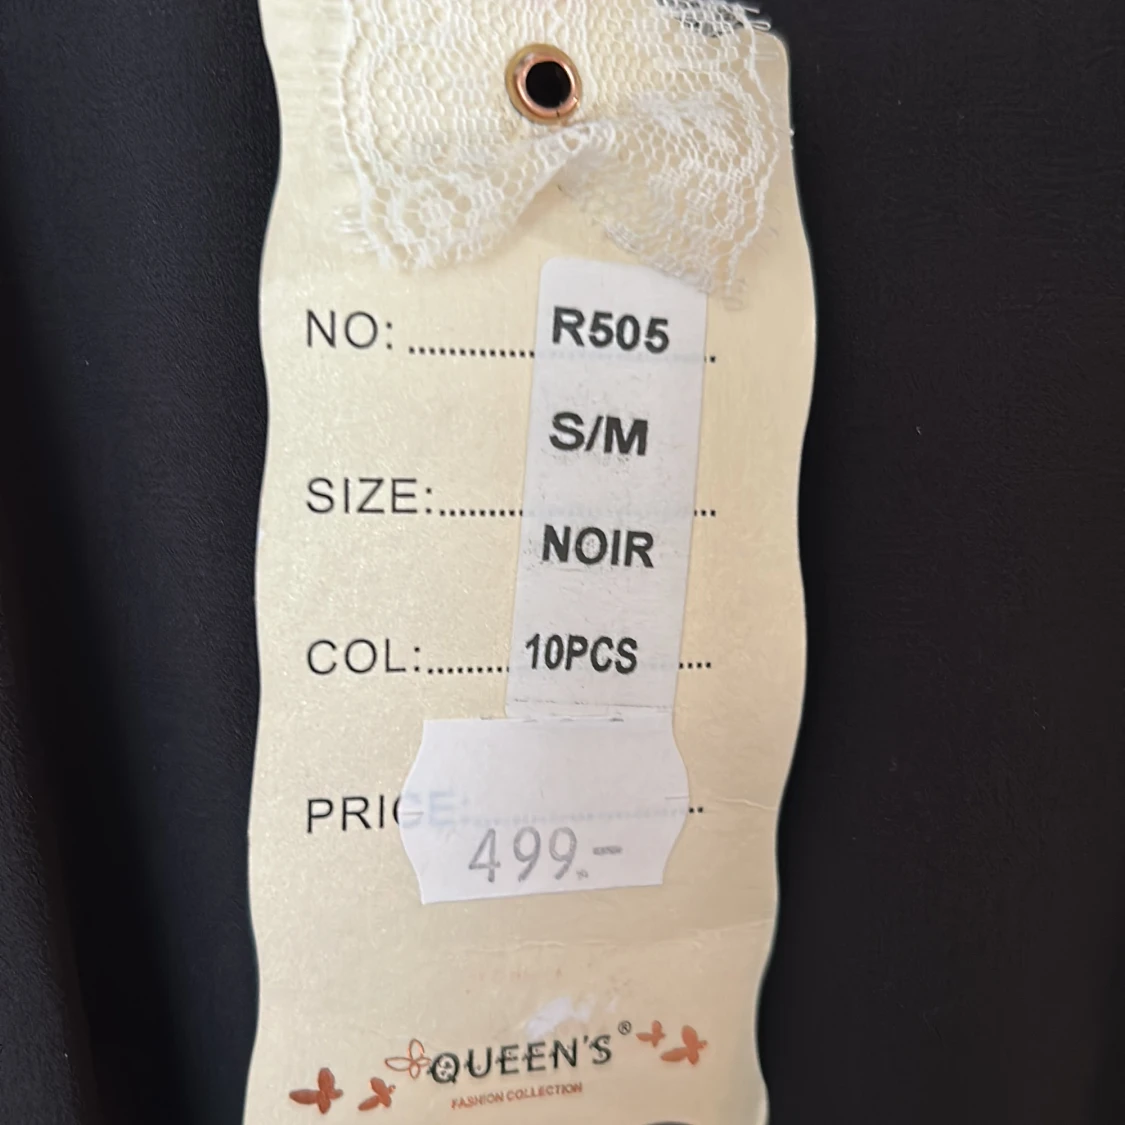 NO: R505
S/M
SIZE:
NOIR
COL: 10PCS
PRICE:
499.-
QUEEN'S®
FASHION COLLECTION